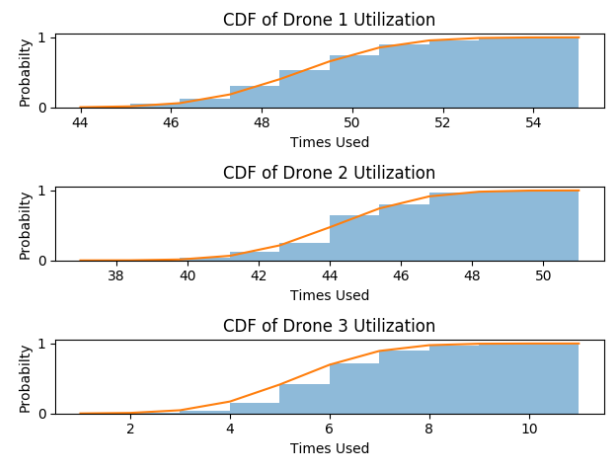 CDF of Drone 1 Utilization
1
0
Probabilty
44 46 48 50 52 54
Times Used
CDF of Drone 2 Utilization
1
0
Probabilty
38 40 42 44 46 48 50
Times Used
CDF of Drone 3 Utilization
1
0
Probabilty
2 4 6 8 10
Times Used